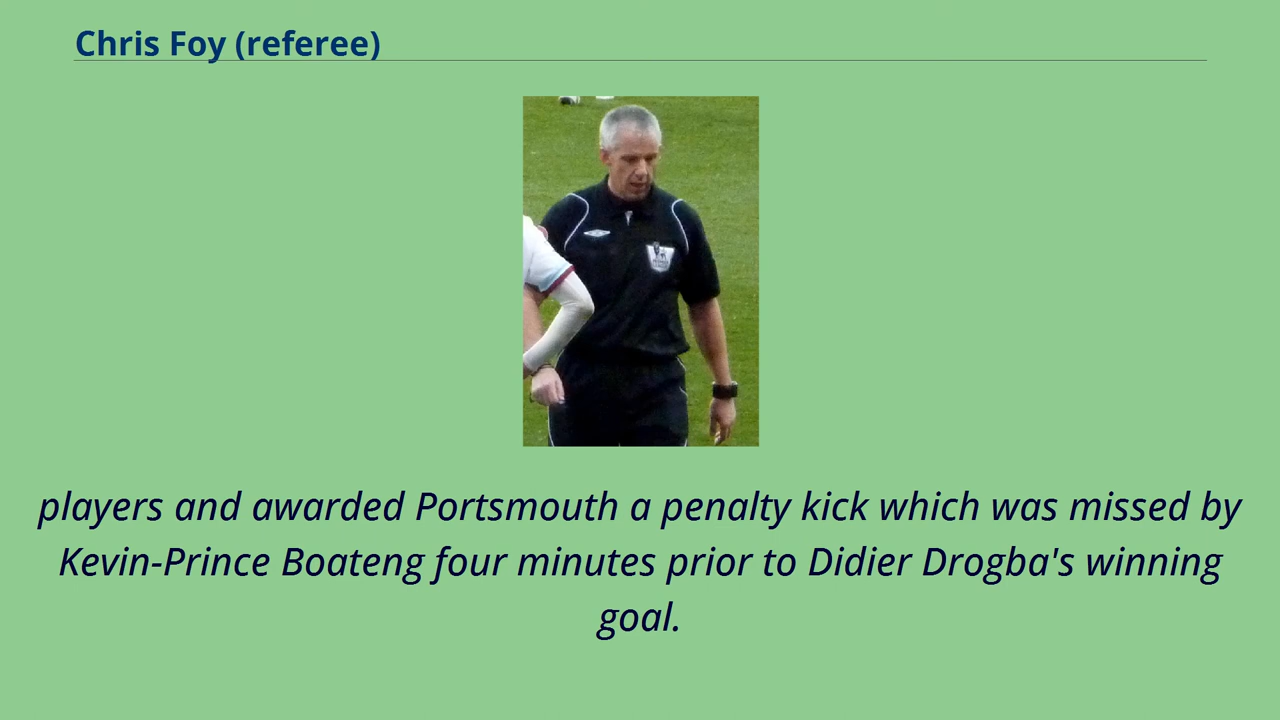 Chris Foy (referee)
players and awarded Portsmouth a penalty kick which was missed by
Kevin-Prince Boateng four minutes prior to Didier Drogba's winning
goal.